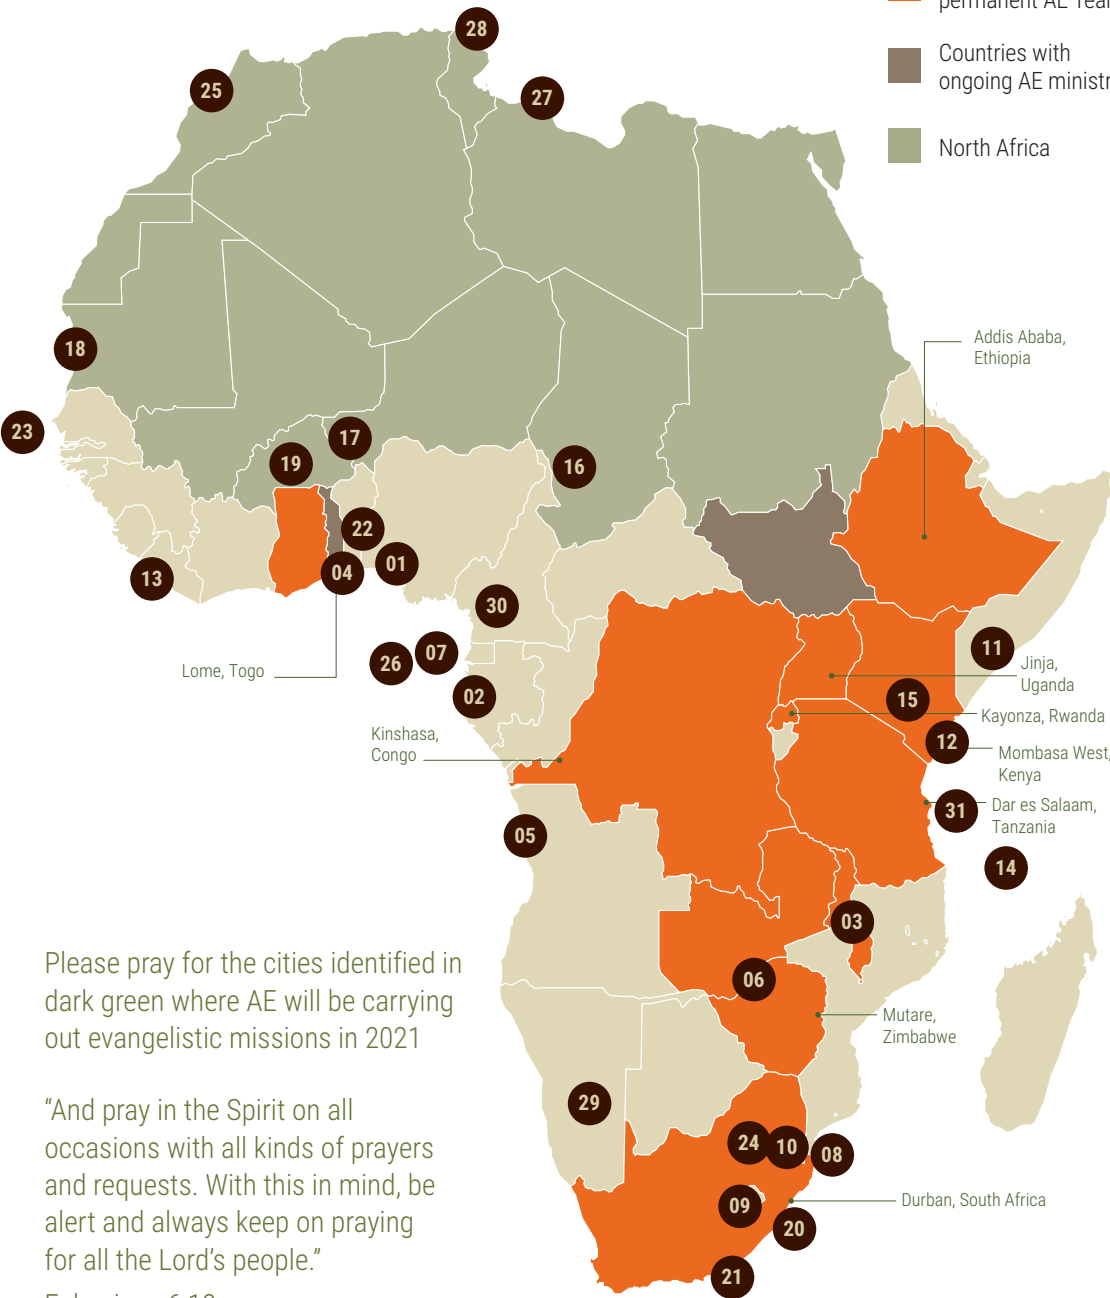 permanent AE
Countries with
ongoing AE
North Africa
28
25
27
18
Addis Ababa,
Ethiopia
23
17
19
16
22
01
04
13
30
07
11
26
Lome, Togo
02
Jinja,
Uganda
15
Kayonza, Rwanda
Kinshasa,
Congo
12
Mombasa West,
Kenya
31
Dar es Salaam,
Tanzania
05
14
03
06
Mutare,
Zimbabwe
Please pray for the cities identified in
dark green where AE will be carrying
out evangelistic missions in 2021
“And pray in the Spirit on all
occasions with all kinds of prayers
and requests. With this in mind, be
alert and always keep on praying
for all the Lord’s people.”
29
24
10
08
09
Durban, South Africa
20
21